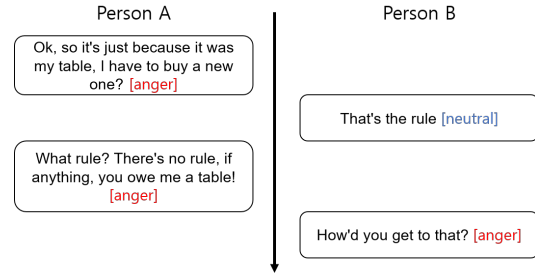 Person A
Person B
Ok, so it's just because it was
my table, I have to buy a new
one? [anger]
That's the rule [neutral]
What rule? There's no rule, if
anything, you owe me a table!
[anger]
How'd you get to that? [anger]